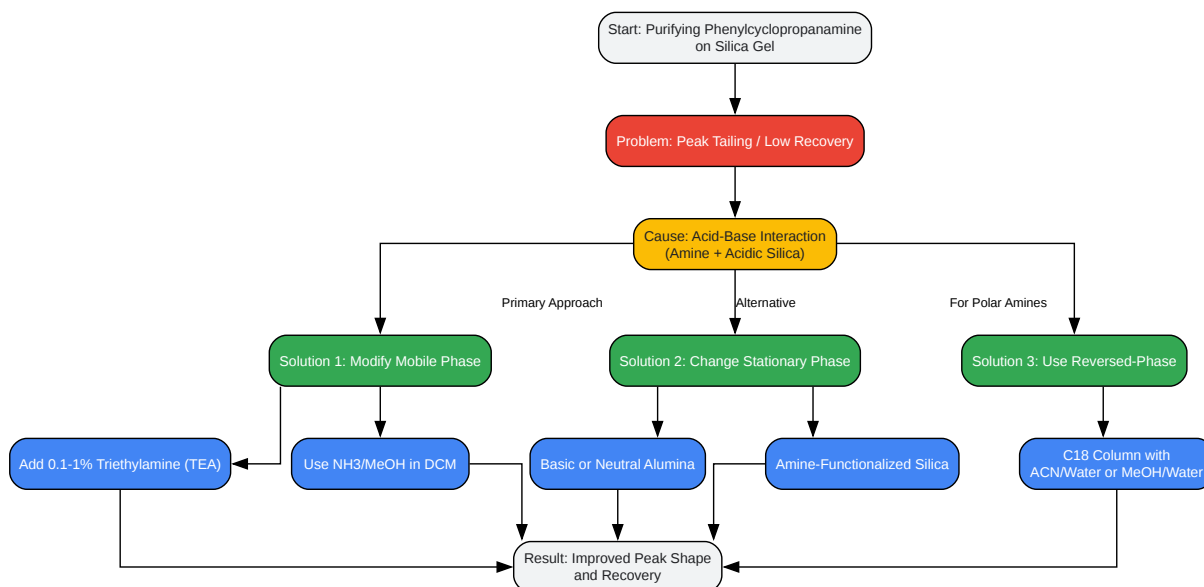 Start: Purifying Phenylcyclopropanamine
on Silica Gel
Problem: Peak Tailing / Low Recovery
Cause: Acid-Base Interaction
(Amine + Acidic Silica)
Primary Approach
Alternative
For Polar Amines
Solution 1: Modify Mobile Phase
Solution 2: Change Stationary Phase
Solution 3: Use Reversed-Phase
Add 0.1-1% Triethylamine (TEA)
Use NH3/MeOH in DCM
Basic or Neutral Alumina
Amine-Functionalized Silica
C18 Column with
ACN/Water or MeOH/Water
Result: Improved Peak Shape
and Recovery